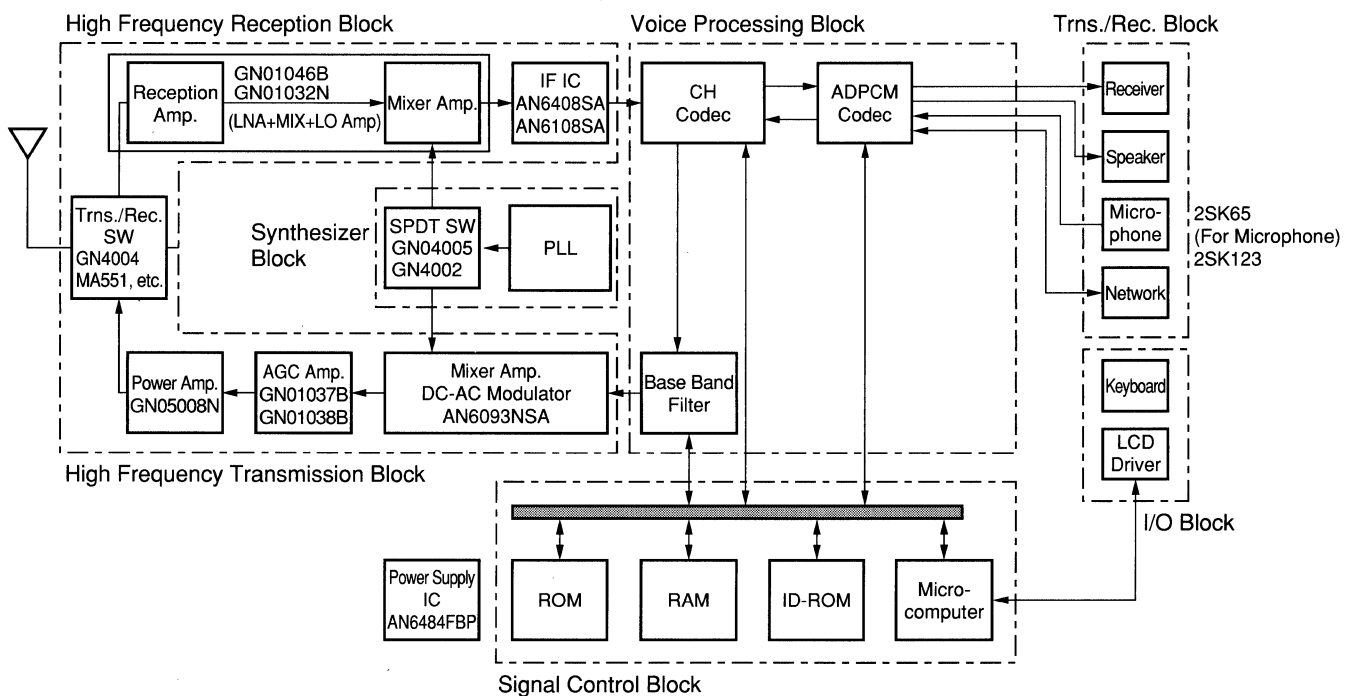 High Frequency Reception Block
Voice Processing Block
Trns./Rec. Block
Reception
Amp.
GN01046B
GN01032N
(LNA+MIX+LO Amp)
Mixer Amp.
IF IC
AN6408SA
AN6108SA
CH
Codec
ADPCM
Codec
Receiver
Speaker
Micro-
phone
Network
2SK65
(For Microphone)
2SK123
Trns./Rec.
SW
GN4004
MA551, etc.
Synthesizer
Block
SPDT SW
GN04005
GN4002
PLL
Power Amp.
GN05008N
AGC Amp.
GN01037B
GN01038B
Mixer Amp.
DC-AC Modulator
AN6093NSA
Base Band
Filter
Keyboard
LCD
Driver
I/O Block
High Frequency Transmission Block
Power Supply
IC
AN6484FBP
ROM
RAM
ID-ROM
Micro-
computer
Signal Control Block